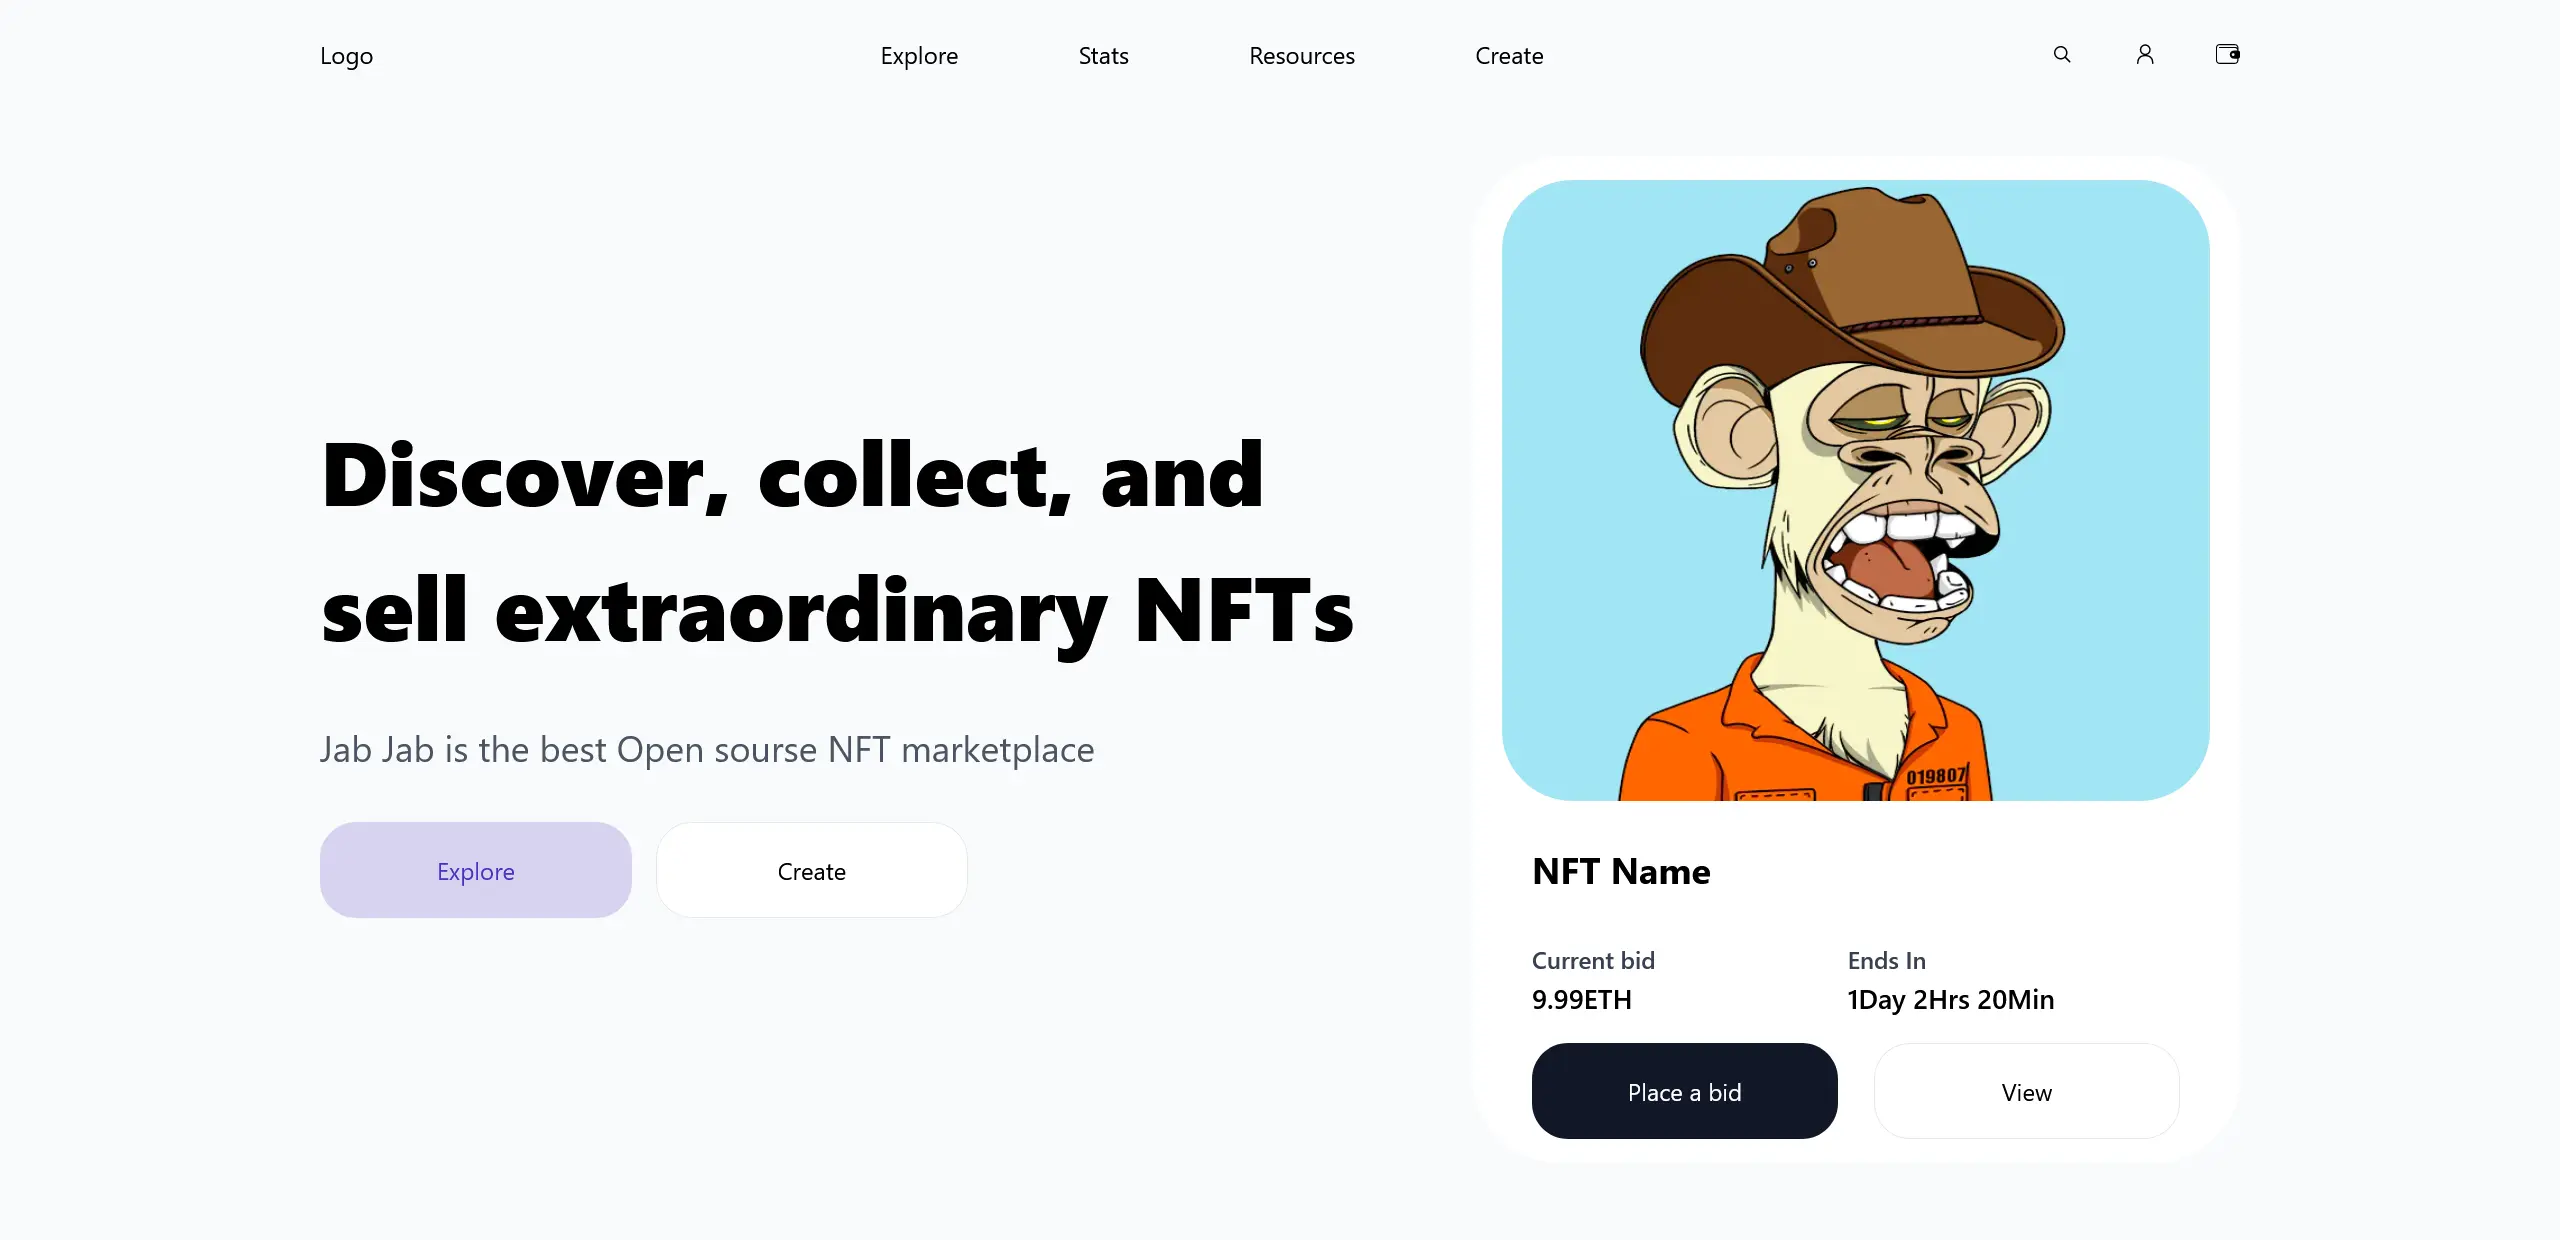 Logo
Explore
Stats
Resources
Create
Discover, collect, and
sell extraordinary NFTs
Jab Jab is the best Open sourse NFT marketplace
Explore
Create
019807
NFT Name
Current bid
Ends In
9.99ETH
1Day 2Hrs 20Min
Place a bid
View